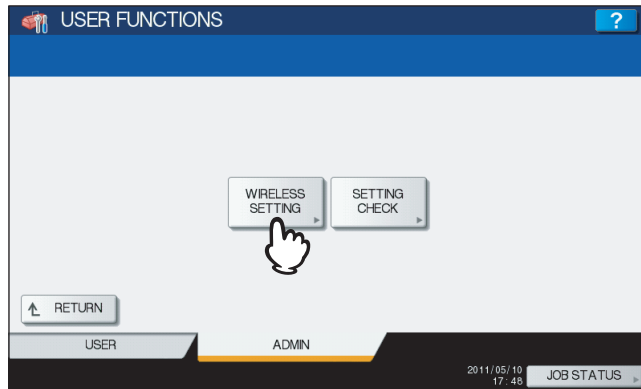 USER FUNCTIONS
?
WIRELESS
SETTING
SETTING
CHECK
RETURN
USER
ADMIN
2011/05/10
17:48
JOB STATUS